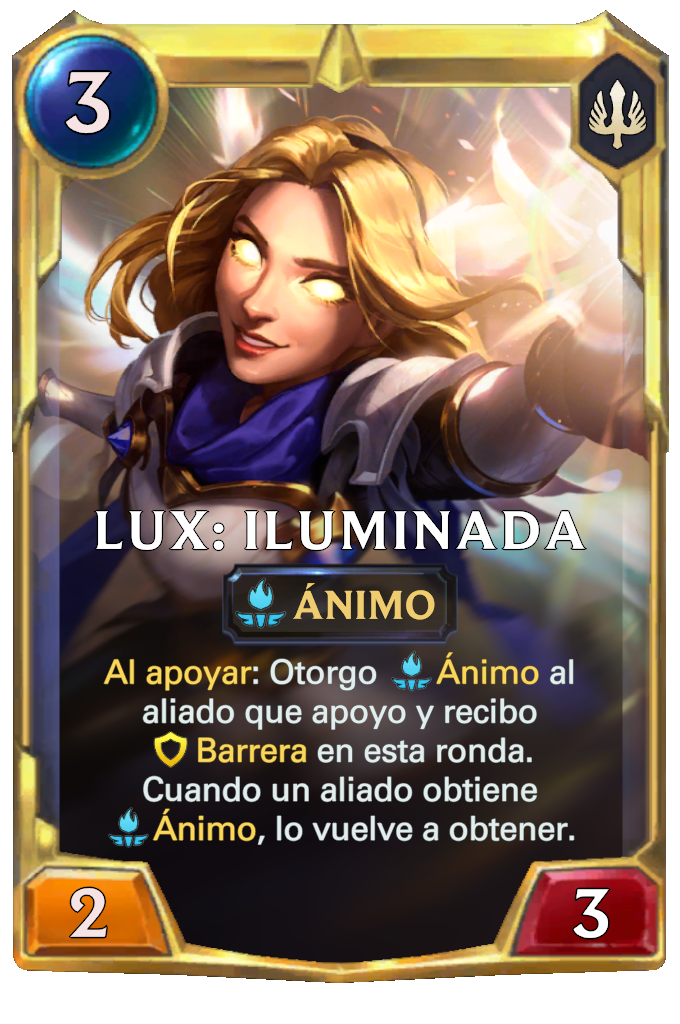 3
LUX: ILUMINADA
ÁNIMO
Al apoyar: Otorgo Ánimo al
aliado que apoyo y recibo
Barrera en esta ronda.
Cuando un aliado obtiene
Ánimo, lo vuelve a obtener.
2
3